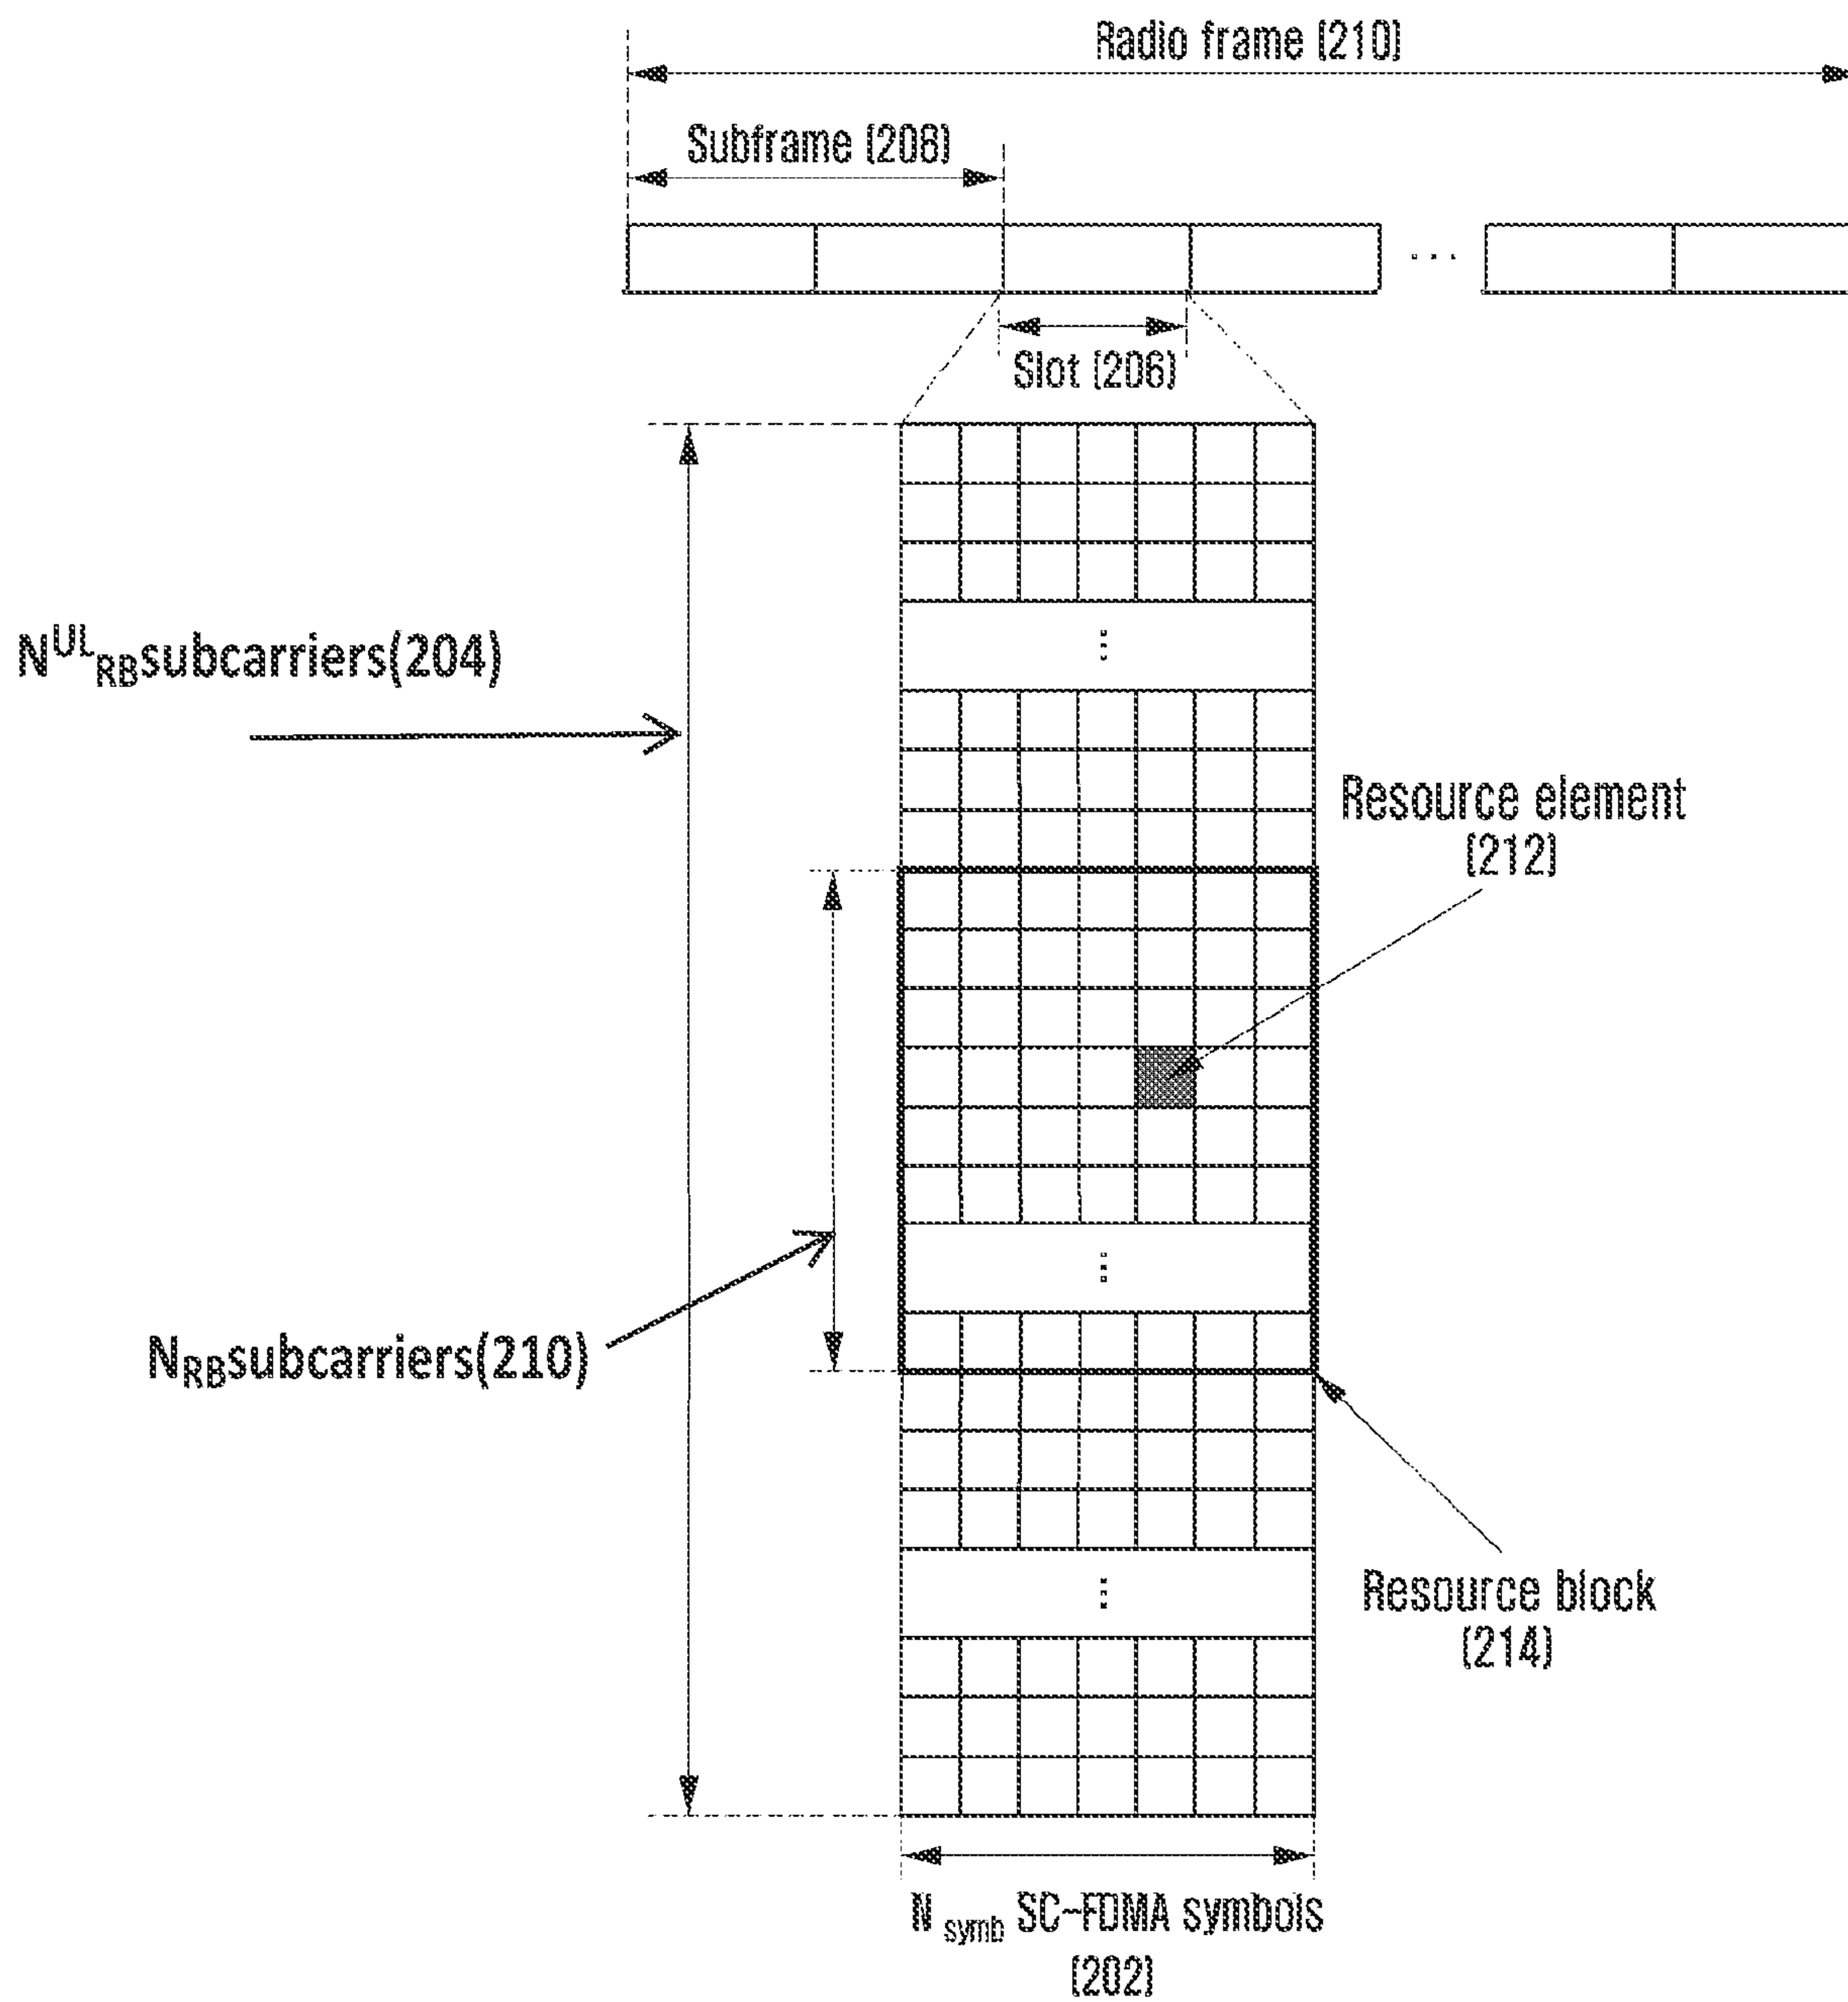 Radio frame (210)
Subframe (208)
...
Slot (206)
N^UL_RB subcarriers(204)
Resource element
(212)
N_RB subcarriers(210)
Resource block
(214)
N symb SC-FDMA symbols
(202)